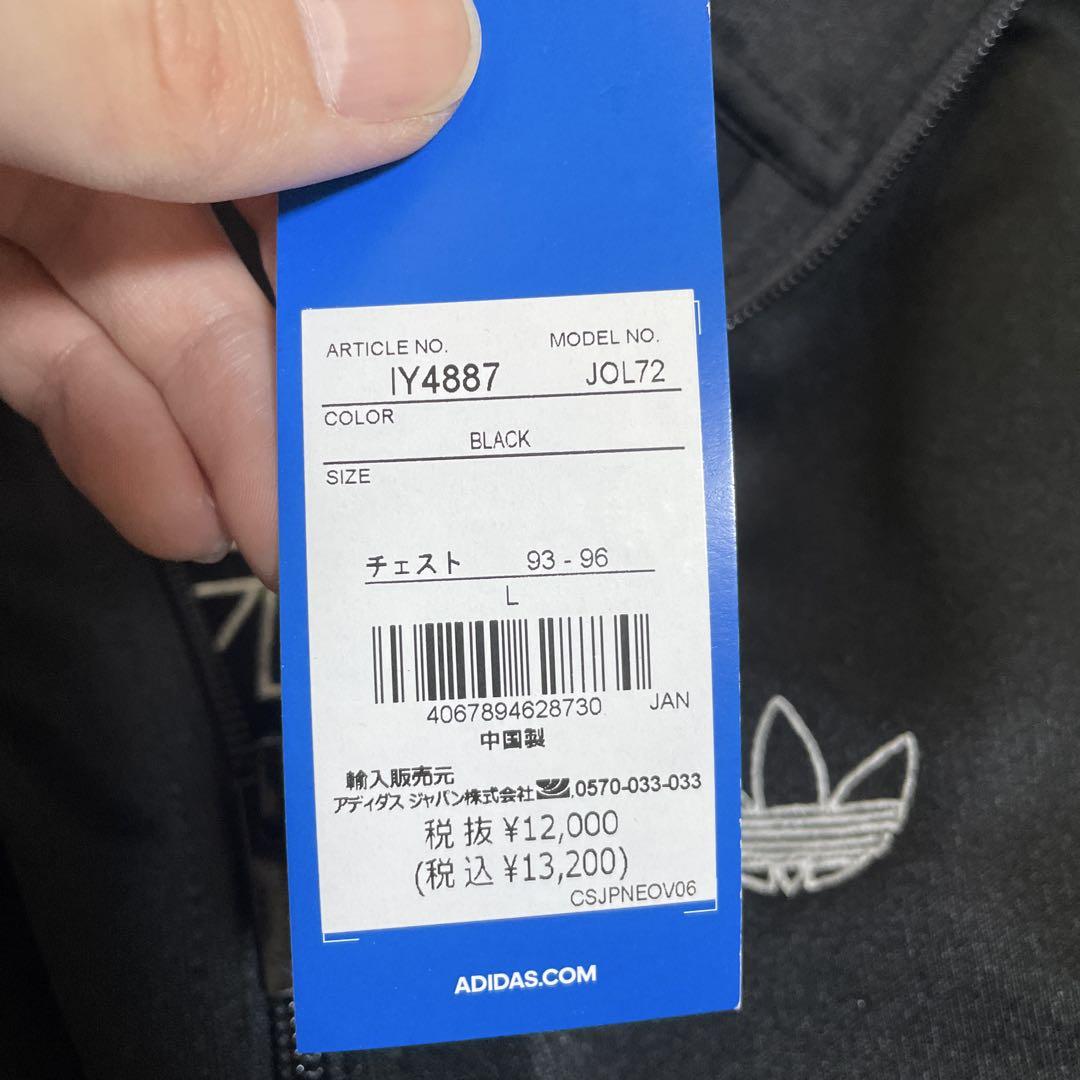 ARTICLE NO. MODEL NO.
IY4887 JOL72
COLOR
BLACK
SIZE
チェスト 93 - 96
L
4067894628730 JAN
中国製
輸入販売元
アディダス ジャパン株式会社 0570-033-033
税 抜 ¥12,000
(税 込 ¥13,200)
CSJPNEOV06
ADIDAS.COM